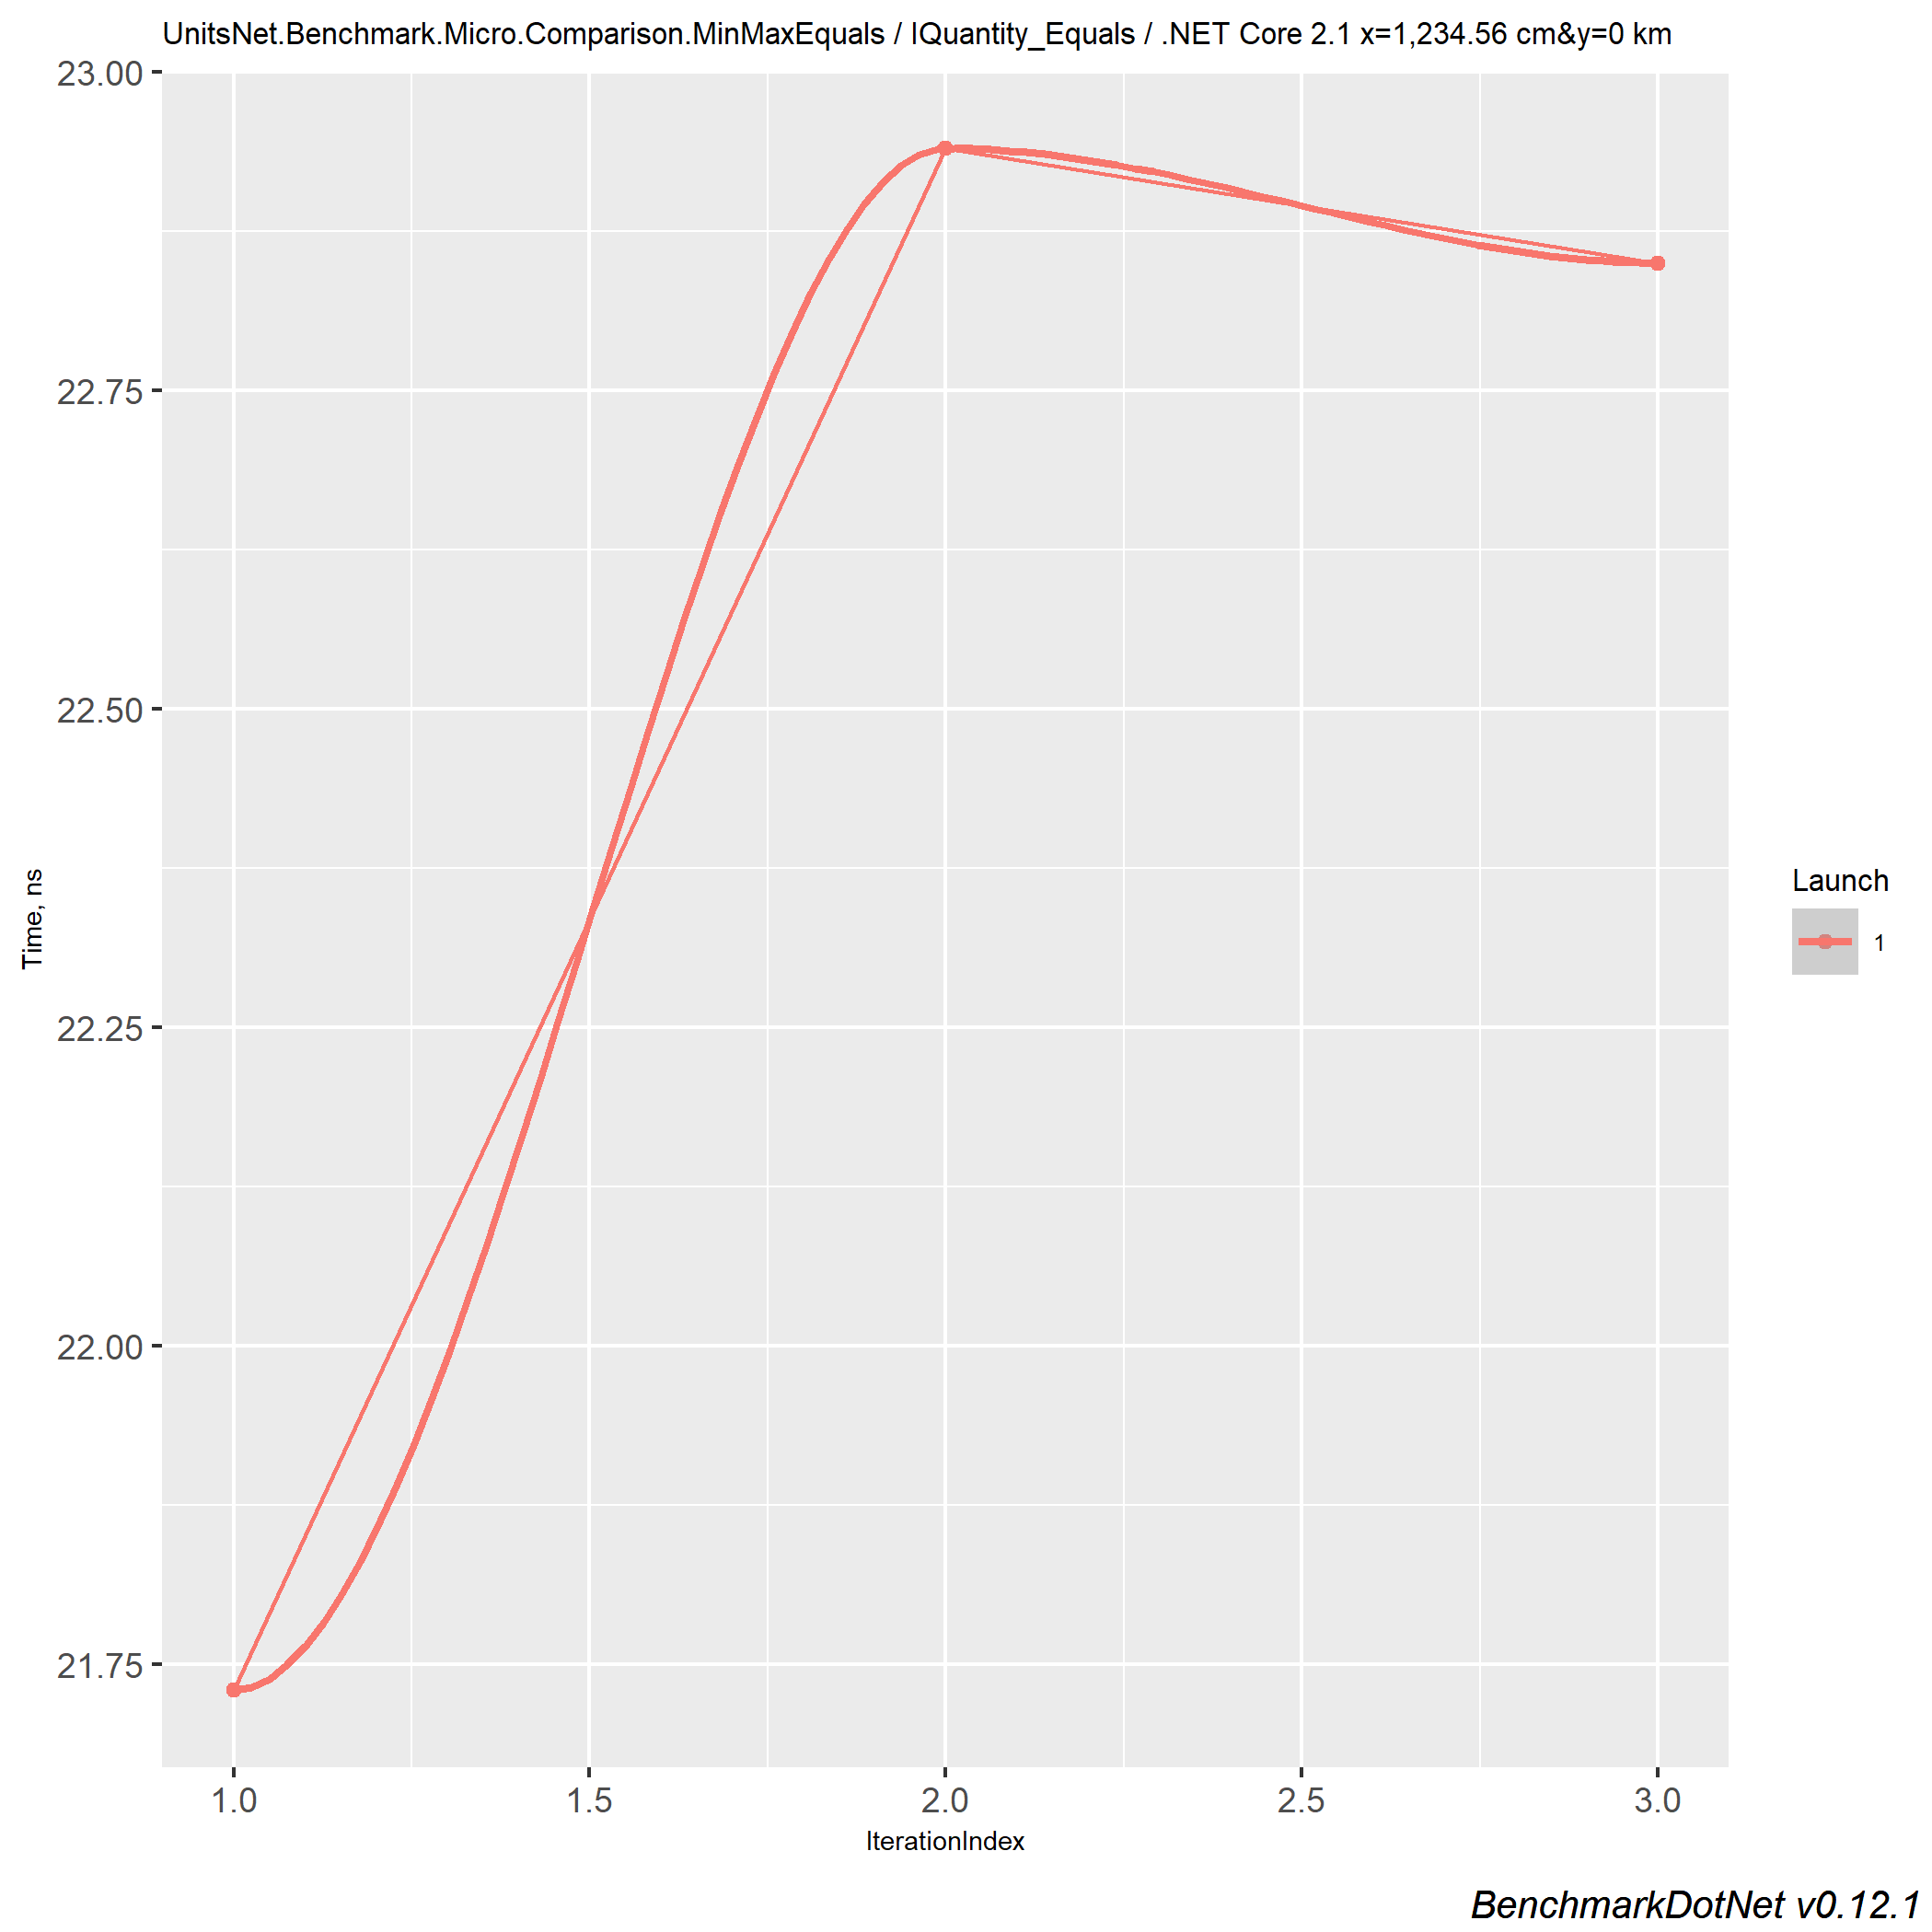 UnitsNet.Benchmark.Micro.Comparison.MinMaxEquals / IQuantity_Equals / .NET Core 2.1 x=1,234.56 cm&y=0 km
23.00
22.75
22.50
22.25
22.00
21.75
Time, ns
1.0 1.5 2.0 2.5 3.0
IterationIndex
Launch
1
BenchmarkDotNet v0.12.1